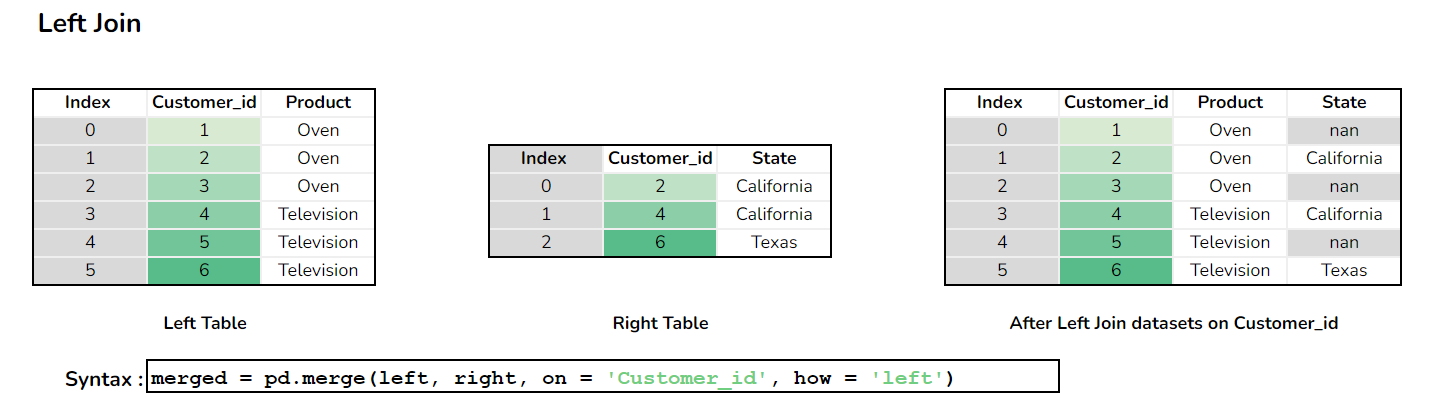 Left Join
Index Customer_id Product
0 1 Oven
1 2 Oven
2 3 Oven
3 4 Television
4 5 Television
5 6 Television
Left Table
Index Customer_id State
0 2 California
1 4 California
2 6 Texas
Right Table
Index Customer_id Product State
0 1 Oven nan
1 2 Oven California
2 3 Oven nan
3 4 Television California
4 5 Television nan
5 6 Television Texas
After Left Join datasets on Customer_id
Syntax : merged = pd.merge(left, right, on = 'Customer_id', how = 'left')